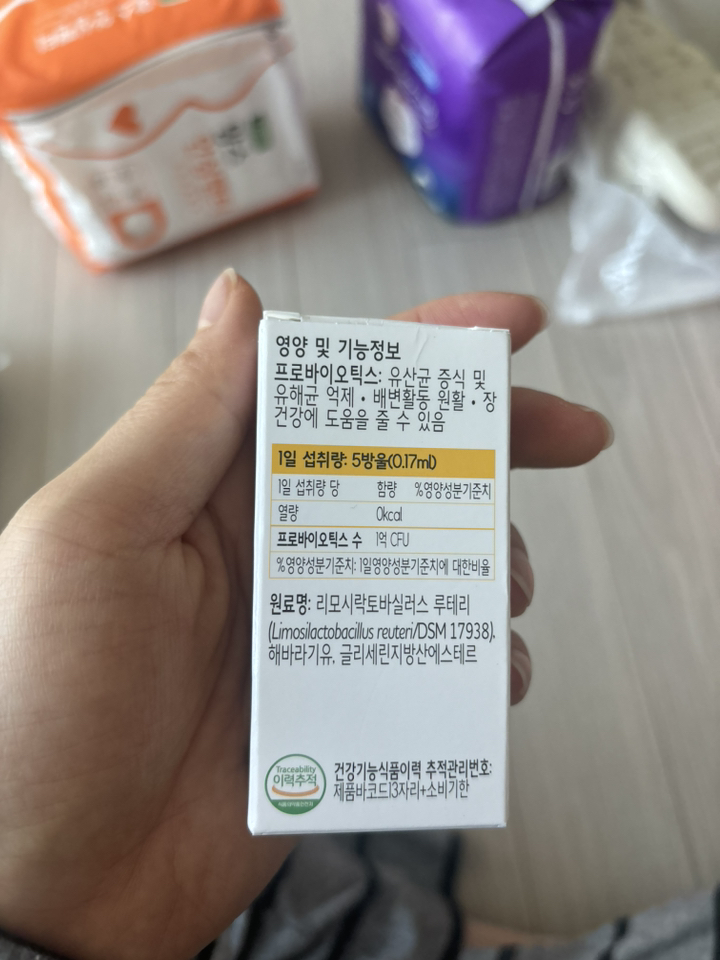 영양 및 기능정보
프로바이오틱스: 유산균 증식 및
유해균 억제 • 배변활동 원활 • 장
건강에 도움을 줄 수 있음
1일 섭취량: 5방울(0.17ml)
1일 섭취량 당 함량 %영양성분기준치
열량 0kcal
프로바이오틱스 수 1억 CFU
%영양성분기준치: 1일영양성분기준치에 대한비율
원료명: 리모시락토바실러스 루테리
(Limosilactobacillus reuteri/DSM 17938),
해바라기유, 글리세린지방산에스테르
Traceability
이력추적
식품의약품안전처
건강기능식품이력 추적관리번호:
제품바코드13자리+소비기한